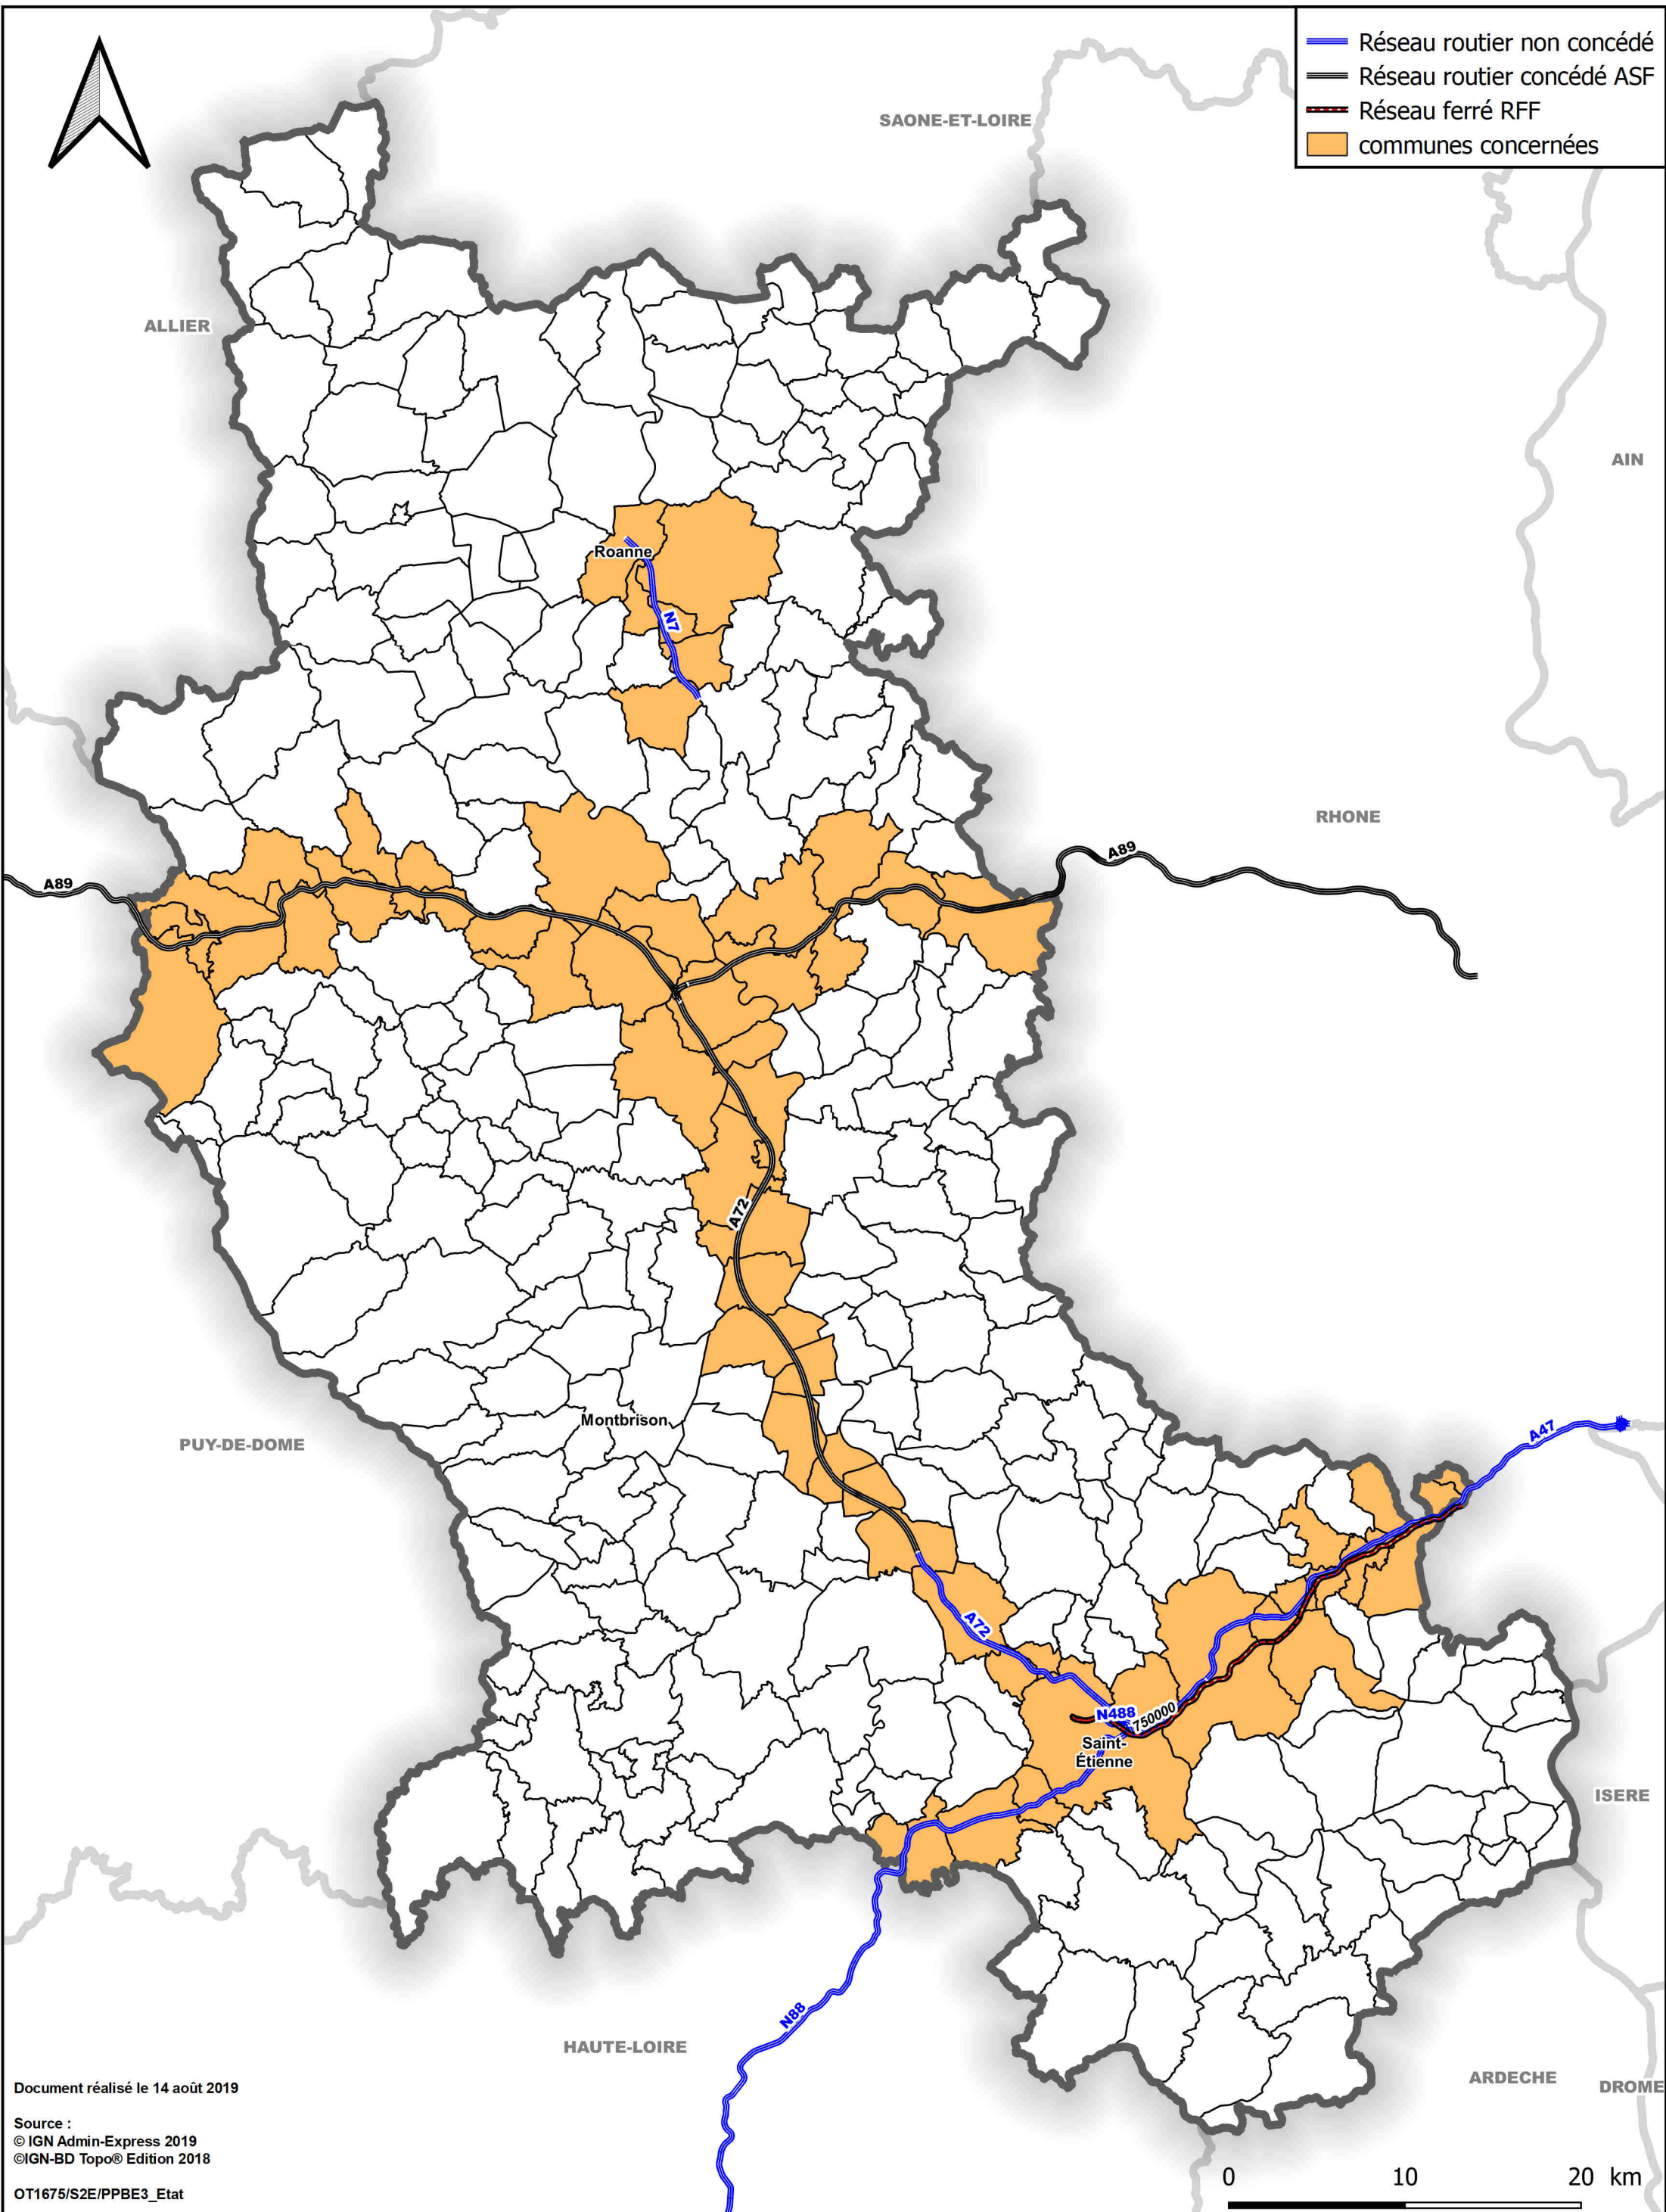 Réseau routier non concédé
Réseau routier concédé ASF
Réseau ferré RFF
communes concernées
SAONE-ET-LOIRE
ALLIER
AIN
Roanne
N7
RHONE
A89
A89
A72
Montbrison
PUY-DE-DOME
A47
A72
N488
750000
Saint-
Étienne
ISERE
N88
HAUTE-LOIRE
ARDECHE
DROME
Document réalisé le 14 août 2019
Source :
© IGN Admin-Express 2019
©IGN-BD Topo® Edition 2018
OT1675/S2E/PPBE3_Etat
0 10 20 km